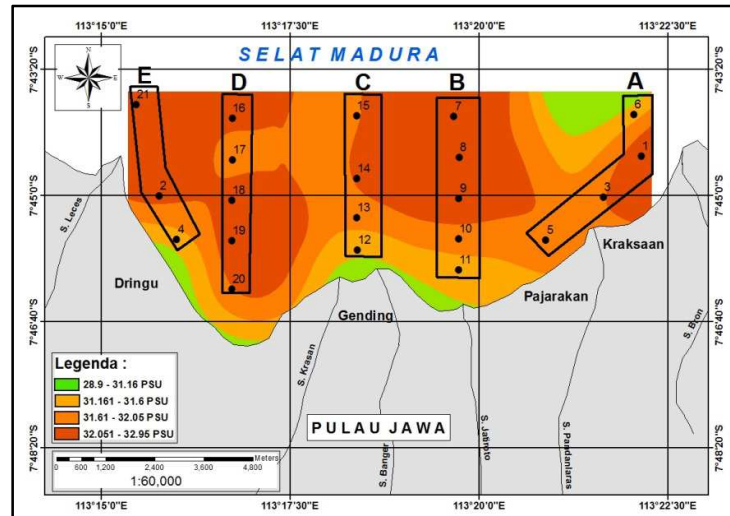 113°15'0"E 113°17'30"E 113°20'0"E 113°22'30"E
7°43'20"S
7°45'0"S
7°46'40"S
7°48'20"S
N
W E
S
SELAT MADURA
E D C B A
21
2
4
16
17
18
19
20
15
14
13
12
7
8
9
10
11
6
1
3
5
S. Leces
Dringu
Gending
Pajarakan
Kraksaan
S. Krasan
S. Banger
S. Jatiroto
S. Pandanlaras
S. Bron
PULAU JAWA
Legenda :
28.9 - 31.16 PSU
31.161 - 31.6 PSU
31.61 - 32.05 PSU
32.051 - 32.95 PSU
Meters
0 600 1,200 2,400 3,600 4,800
1:60,000
7°43'20"S
7°45'0"S
7°46'40"S
7°48'20"S
113°15'0"E 113°17'30"E 113°20'0"E 113°22'30"E